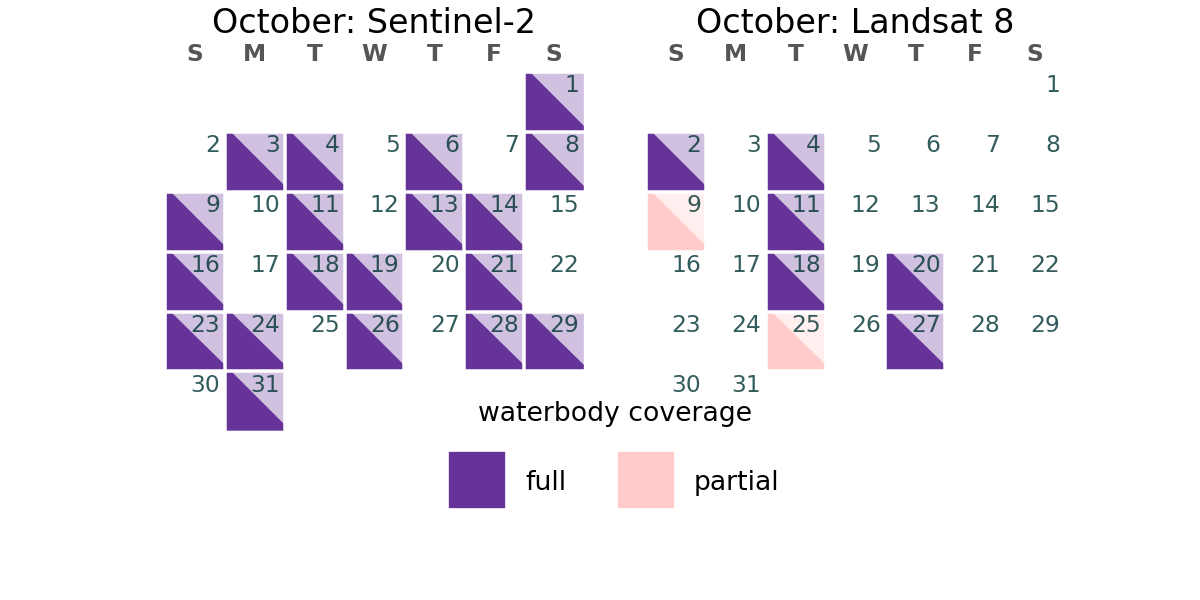 October: Sentinel-2
S M T W T F S
1
2 3 4 5 6 7 8
9 10 11 12 13 14 15
16 17 18 19 20 21 22
23 24 25 26 27 28 29
30 31
October: Landsat 8
S M T W T F S
1
2 3 4 5 6 7 8
9 10 11 12 13 14 15
16 17 18 19 20 21 22
23 24 25 26 27 28 29
30 31
waterbody coverage
full partial